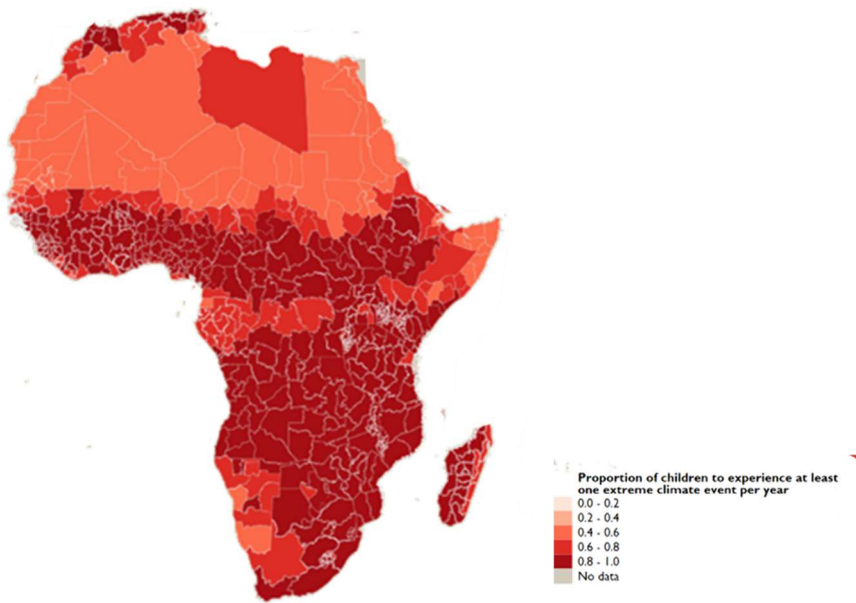 Proportion of children to experience at least
one extreme climate event per year
0.0 - 0.2
0.2 - 0.4
0.4 - 0.6
0.6 - 0.8
0.8 - 1.0
No data